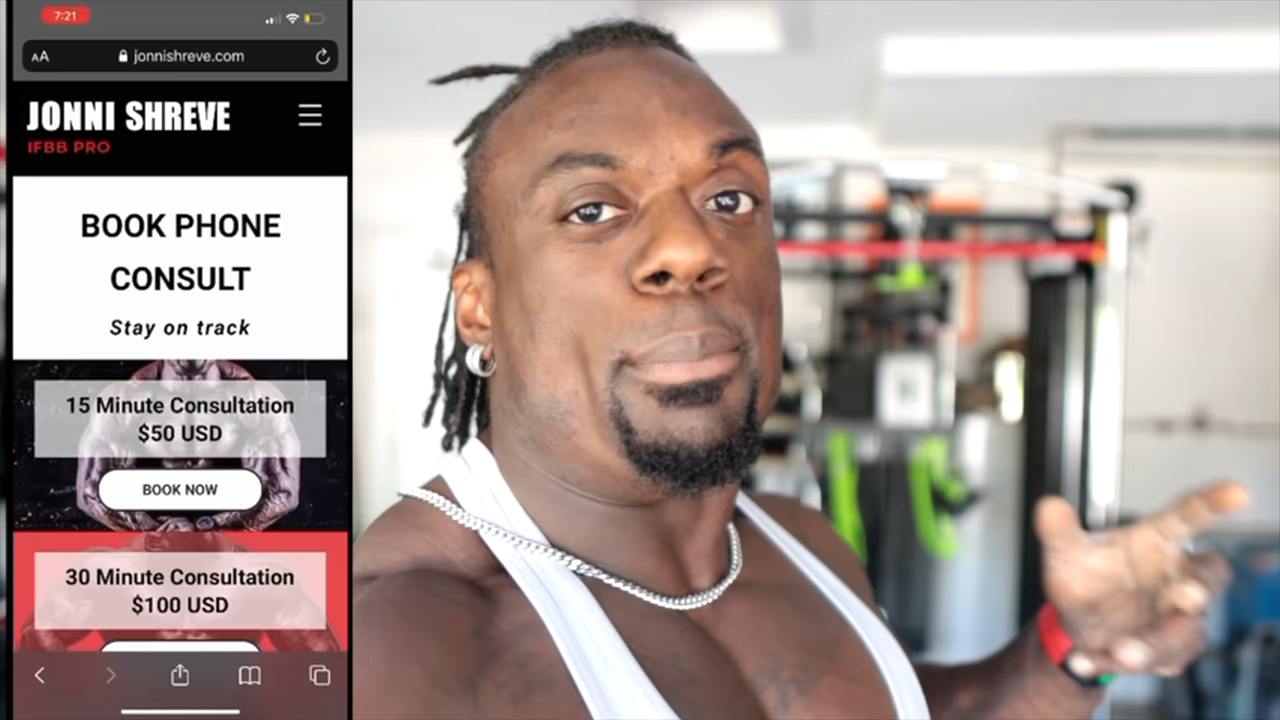 7:21
AA
jonnishreve.com
JONNI SHREVE
IFBB PRO
BOOK PHONE
CONSULT
Stay on track
15 Minute Consultation
$50 USD
BOOK NOW
30 Minute Consultation
$100 USD